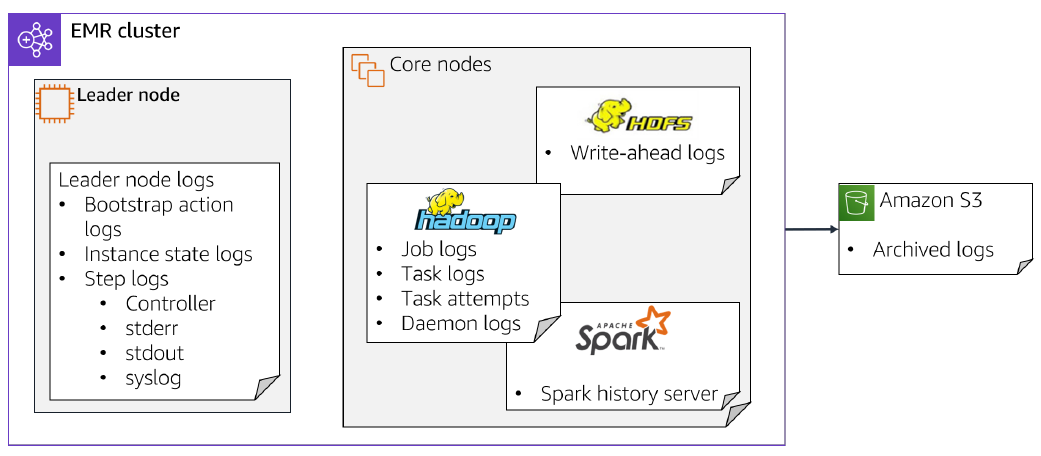 EMR cluster
Leader node
Leader node logs
• Bootstrap action
logs
• Instance state logs
• Step logs
• Controller
• stderr
• stdout
• syslog
Core nodes
HDFS
• Write-ahead logs
hadoop
• Job logs
• Task logs
• Task attempts
• Daemon logs
APACHE
Spark™
• Spark history server
Amazon S3
• Archived logs